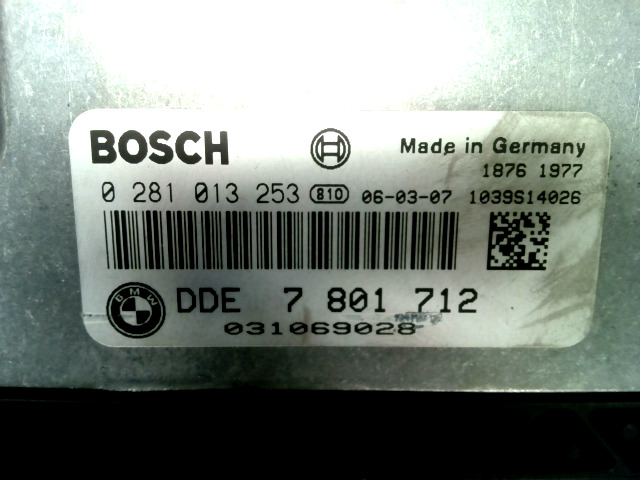 BOSCH
Made in Germany
1876 1977
0 281 013 253 810 06-03-07 1039S14026
BMW
DDE 7 801 712
031069028